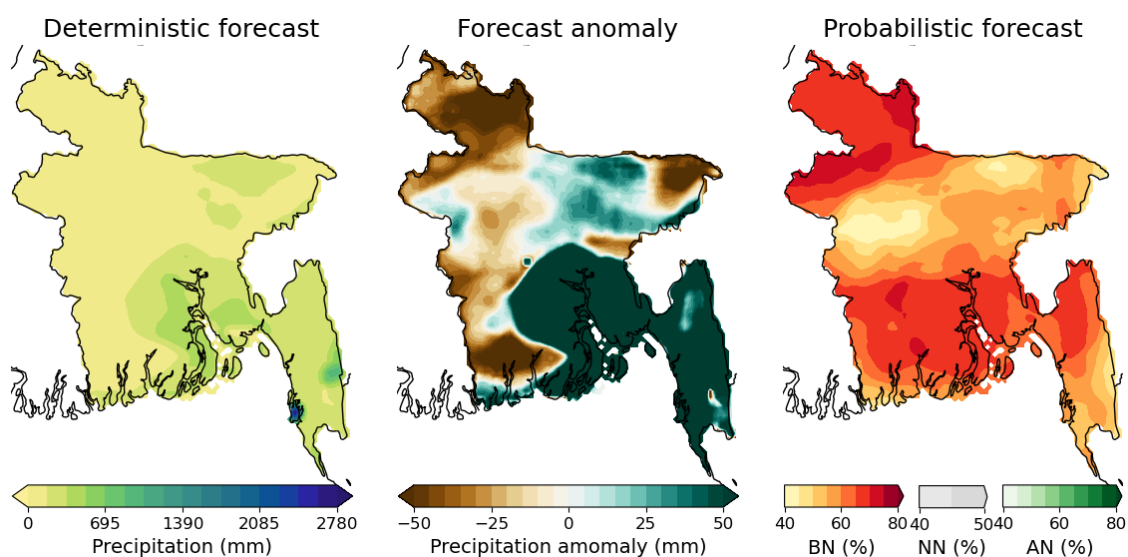 Deterministic forecast
Forecast anomaly
Probabilistic forecast
0 695 1390 2085 2780
Precipitation (mm)
−50 −25 0 25 50
Precipitation amomaly (mm)
40 60 80
BN (%)
40 50
NN (%)
40 60 80
AN (%)